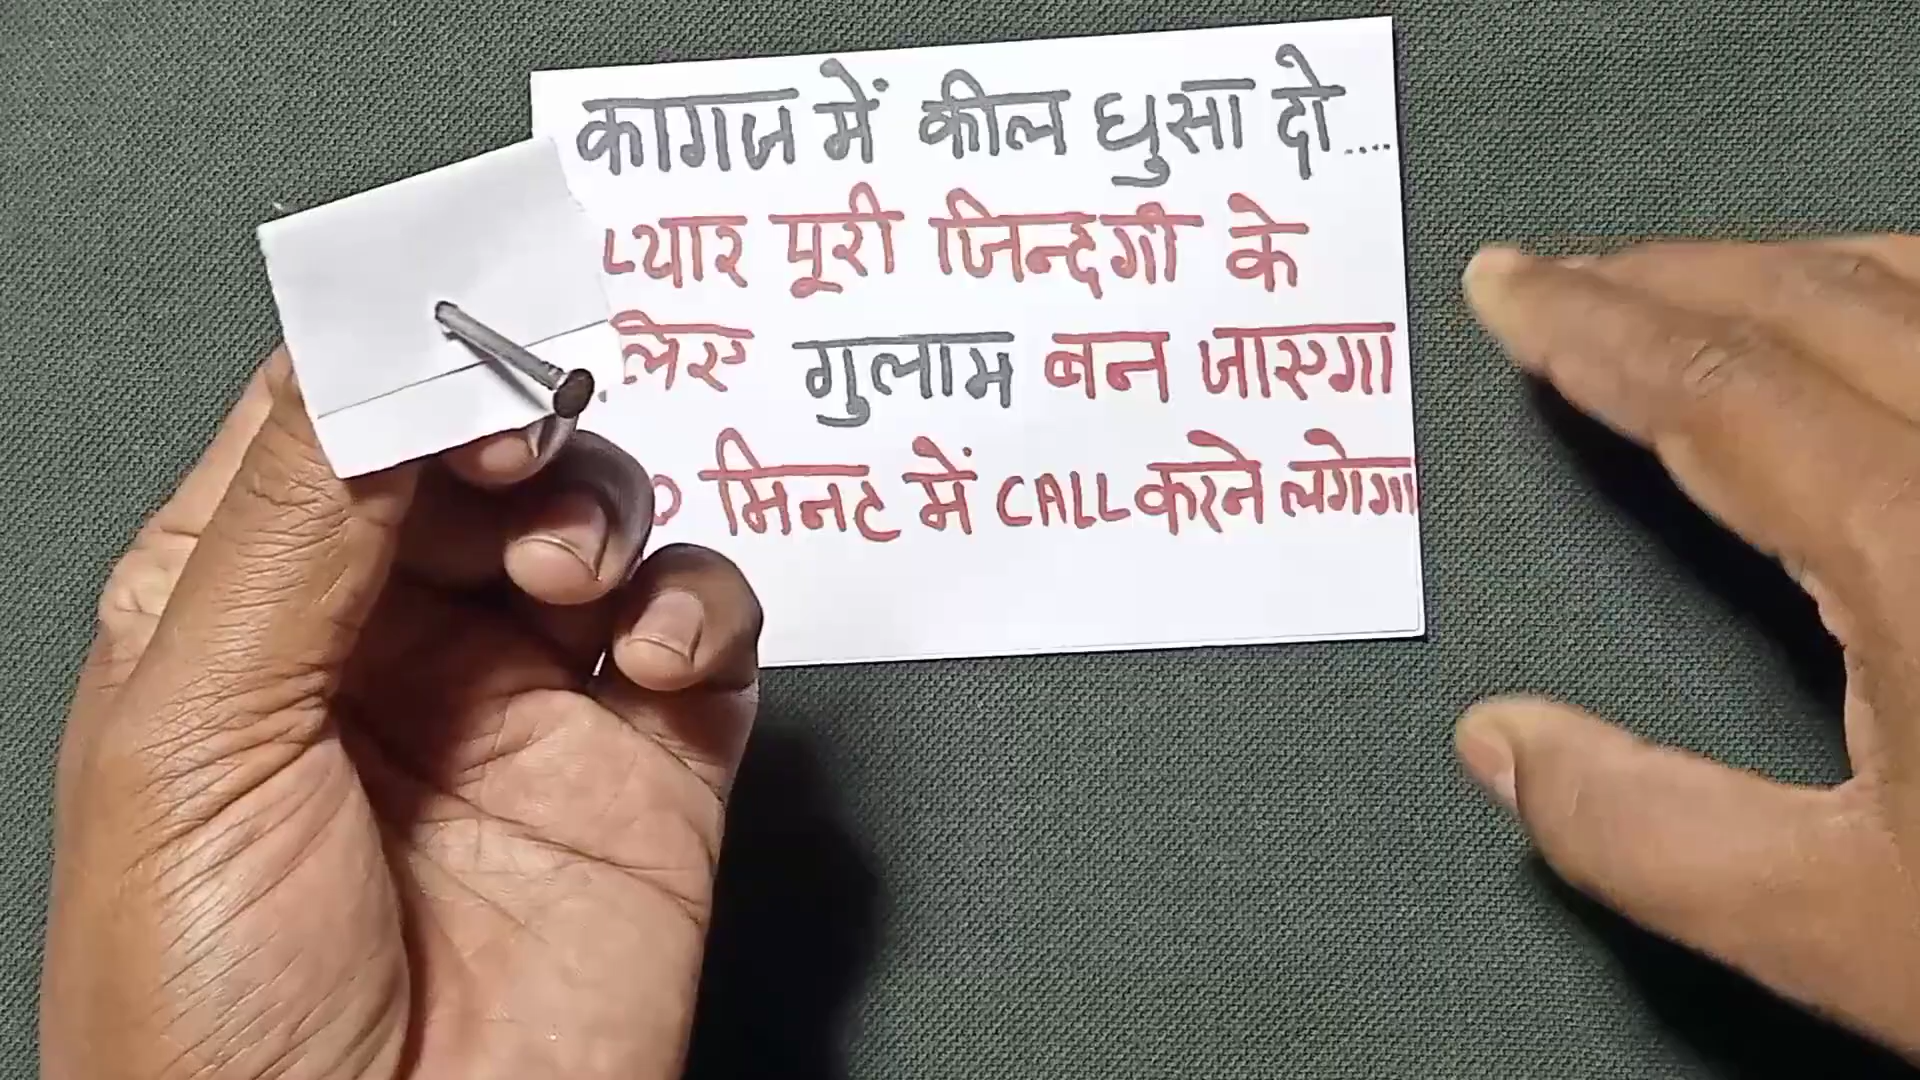 कागज में कील घुसा दो....
प्यार पूरी जिन्दगी के
लिए गुलाम बन जाएगा
मिनट में CALL करने लगेगा